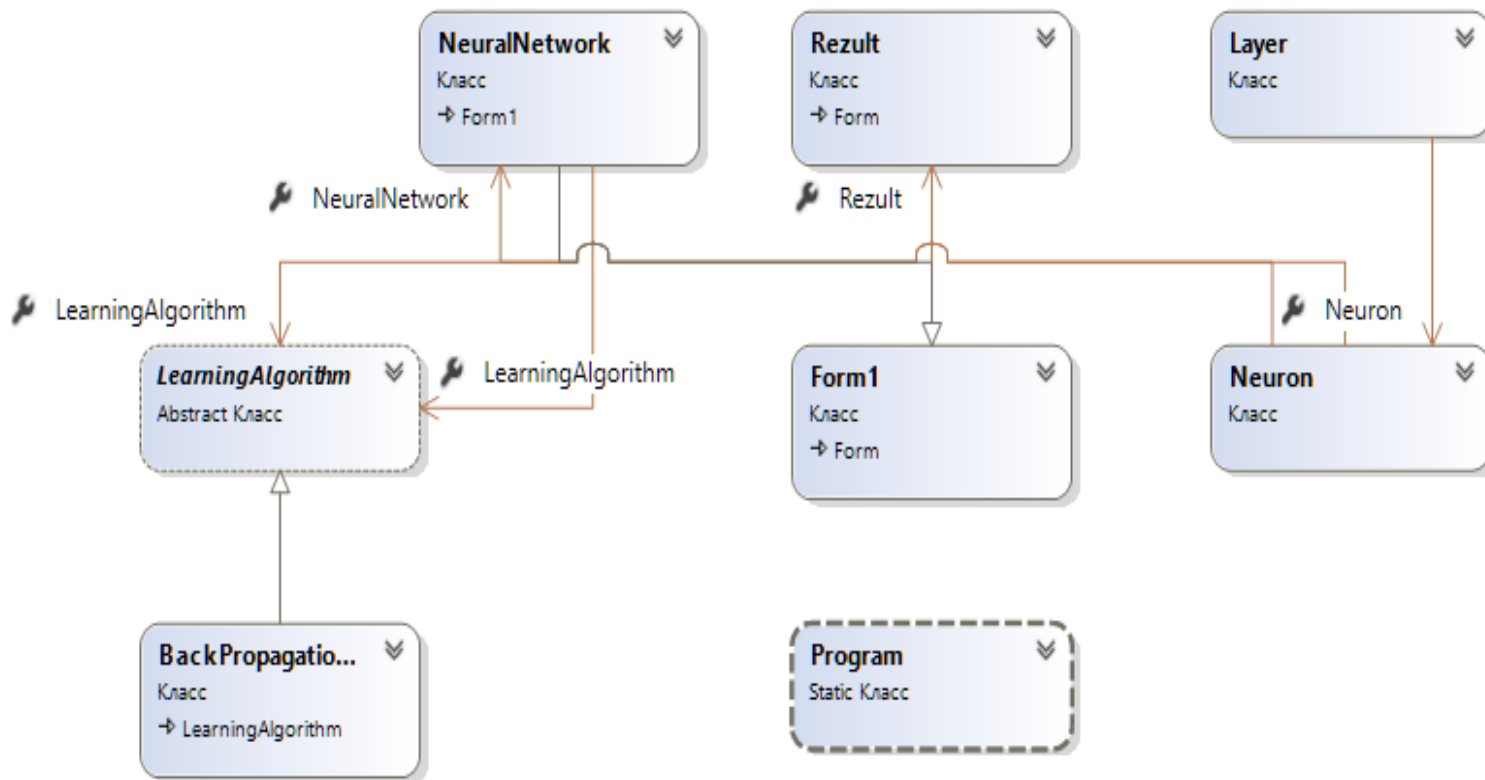 NeuralNetwork
Класс
Form1
Rezult
Класс
Form
Layer
Класс
NeuralNetwork
Rezult
LearningAlgorithm
Neuron
LearningAlgorithm
Abstract Класс
LearningAlgorithm
Form1
Класс
Form
Neuron
Класс
BackPropagatio...
Класс
LearningAlgorithm
Program
Static Класс